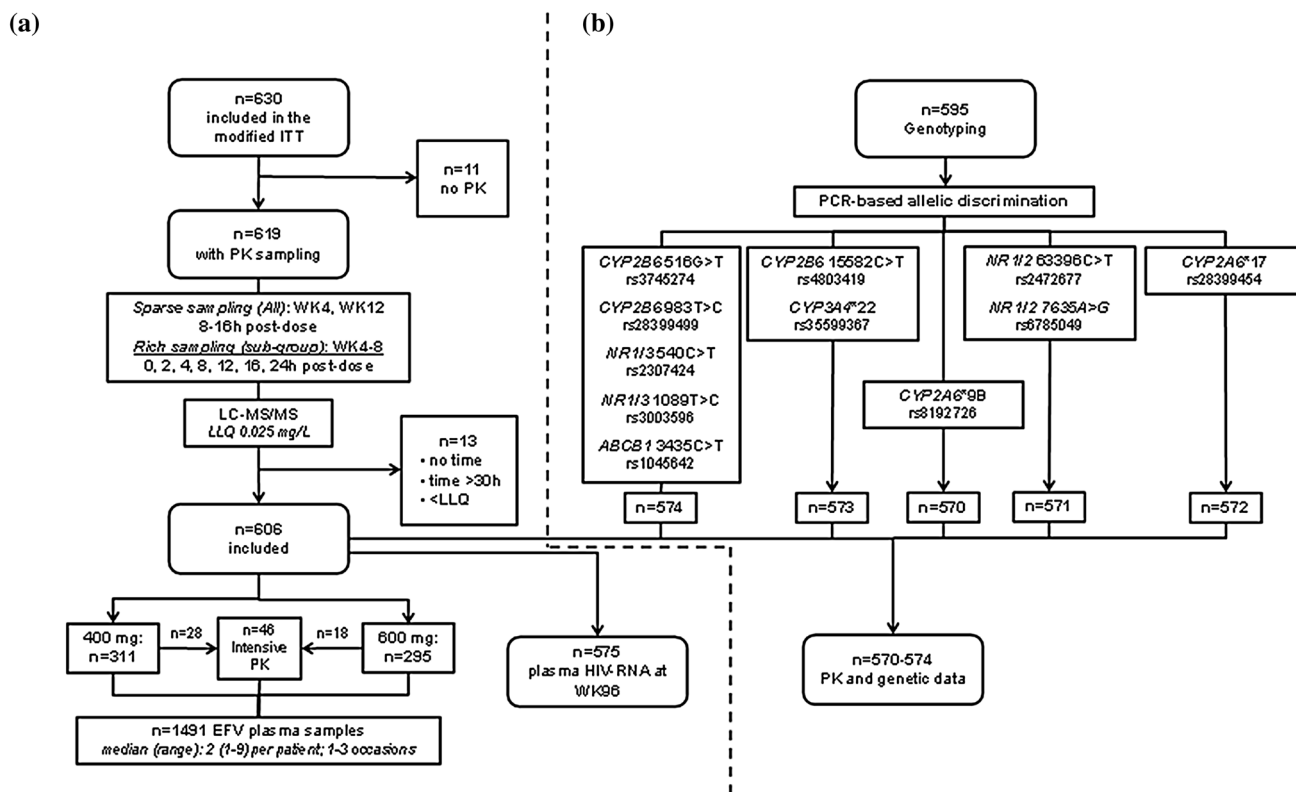 (a)
n=630
included in the
modified ITT
n=11
no PK
n=619
with PK sampling
Sparse sampling (All): WK4, WK12
8-16h post-dose
Rich sampling (sub-group): WK4-8
0, 2, 4, 8, 12, 16, 24h post-dose
LC-MS/MS
LLQ 0.025 mg/L
n=13
• no time
• time >30h
• <LLQ
n=606
included
400 mg:
n=311
n=28
n=46
Intensive
PK
n=18
600 mg:
n=295
n=1491 EFV plasma samples
median (range): 2 (1-9) per patient; 1-3 occasions
n=575
plasma HIV-RNA at
WK96
(b)
n=595
Genotyping
PCR-based allelic discrimination
CYP2B6 516G>T
rs3745274
CYP2B6 983T>C
rs28399499
NR1I3 540C>T
rs2307424
NR1I3 1089T>C
rs3003596
ABCB1 3435C>T
rs1045642
n=574
CYP2B6 15582C>T
rs4803419
CYP3A4*22
rs35599367
n=573
CYP2A6*9B
rs8192726
n=570
NR1I2 63396C>T
rs2472677
NR1I2 7635A>G
rs6785049
n=571
CYP2A6*17
rs28399454
n=572
n=570-574
PK and genetic data